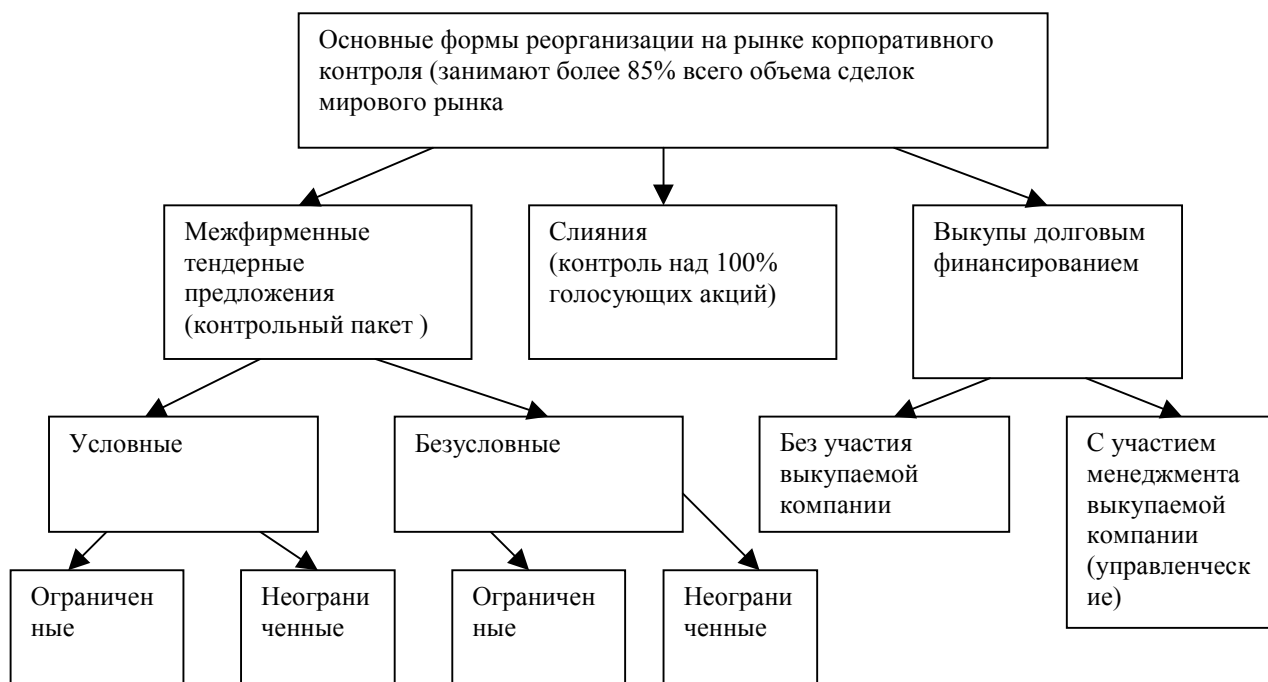 Основные формы реорганизации на рынке корпоративного
контроля (занимают более 85% всего объема сделок
мирового рынка
Межфирменные
тендерные
предложения
(контрольный пакет )
Слияния
(контроль над 100%
голосующих акций)
Выкупы долговым
финансированием
Условные
Безусловные
Без участия
выкупаемой
компании
С участием
менеджмента
выкупаемой
компании
(управленческ
ие)
Ограничен
ные
Неограни
ченные
Ограничен
ные
Неограни
ченные